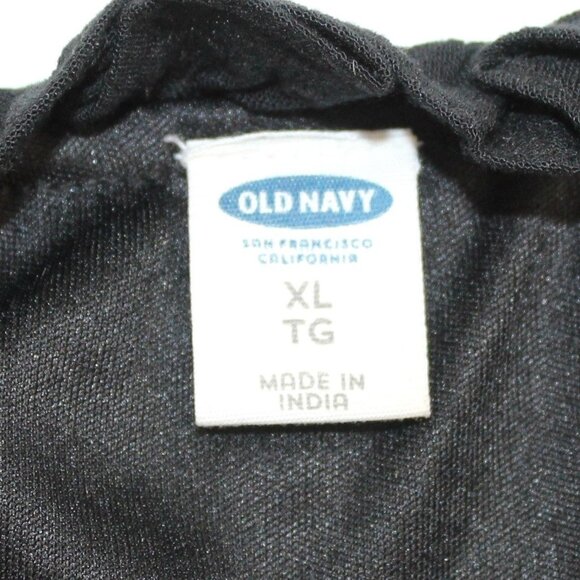 OLD NAVY
SAN FRANCISCO
CALIFORNIA
XL
TG
MADE IN
INDIA